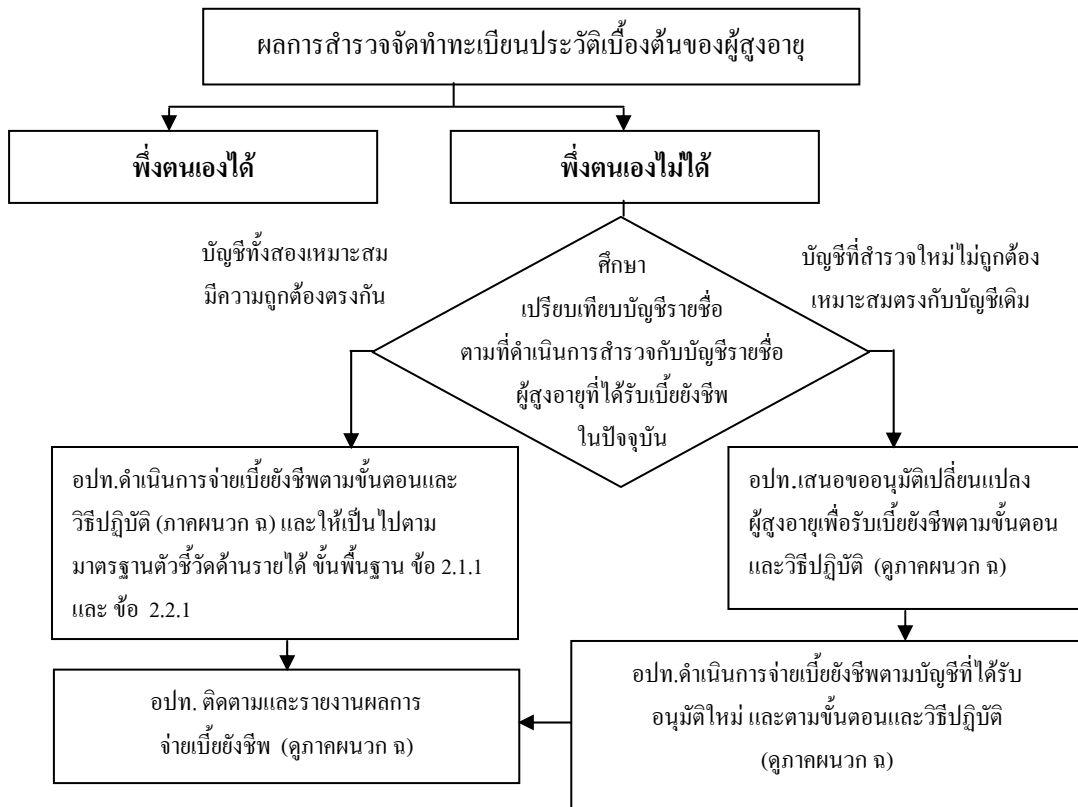 ผลการสำรวจจัดทำทะเบียนประวัติเบื้องต้นของผู้สูงอายุ
พึ่งตนเองได้
พึ่งตนเองไม่ได้
บัญชีทั้งสองเหมาะสม
มีความถูกต้องตรงกัน
ศึกษา
เปรียบเทียบบัญชีรายชื่อ
ตามที่ดำเนินการสำรวจกับบัญชีรายชื่อ
ผู้สูงอายุที่ได้รับเบี้ยยังชีพ
ในปัจจุบัน
บัญชีที่สำรวจใหม่ไม่ถูกต้อง
เหมาะสมตรงกับบัญชีเดิม
อปท.ดำเนินการจ่ายเบี้ยยังชีพตามขั้นตอนและ
วิธีปฏิบัติ (ภาคผนวก ฉ) และให้เป็นไปตาม
มาตรฐานตัวชี้วัดด้านรายได้ ขั้นพื้นฐาน ข้อ 2.1.1
และ ข้อ 2.2.1
อปท.เสนอขออนุมัติเปลี่ยนแปลง
ผู้สูงอายุเพื่อรับเบี้ยยังชีพตามขั้นตอน
และวิธีปฏิบัติ (ดูภาคผนวก ฉ)
อปท. ติดตามและรายงานผลการ
จ่ายเบี้ยยังชีพ (ดูภาคผนวก ฉ)
อปท.ดำเนินการจ่ายเบี้ยยังชีพตามบัญชีที่ได้รับ
อนุมัติใหม่ และตามขั้นตอนและวิธีปฏิบัติ
(ดูภาคผนวก ฉ)